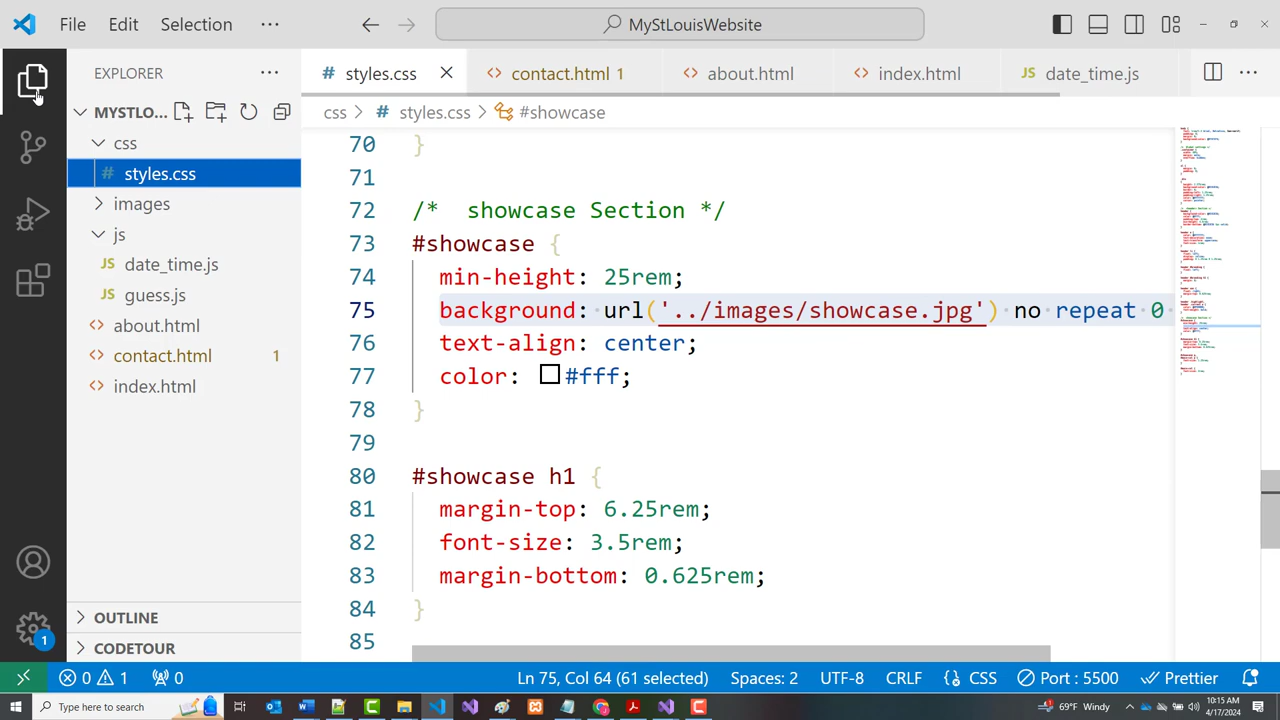 File Edit Selection ··· MyStLouisWebsite
EXPLORER ···
MYSTLO...
css
# styles.css
images
js
JS date_time.js
JS guess.js
<> about.html
<> contact.html 1
<> index.html
OUTLINE
CODETOUR
# styles.css <> contact.html 1 <> about.html <> index.html JS date_time.js ···
css > # styles.css > #showcase
70 }
71
72 /*  showcase Section */
73 #showcase {
74 min-height: 25rem;
75 background: url ('../images/showcase.jpg') no repeat 0
76 text-align: center;
77 color: #fff;
78 }
79
80 #showcase h1 {
81 margin-top: 6.25rem;
82 font-size: 3.5rem;
83 margin-bottom: 0.625rem;
84 }
85
1
0 1 0 Ln 75, Col 64 (61 selected) Spaces: 2 UTF-8 CRLF {} CSS Port : 5500 Prettier
Type here to search 69°F Windy 10:15 AM
4/17/2024